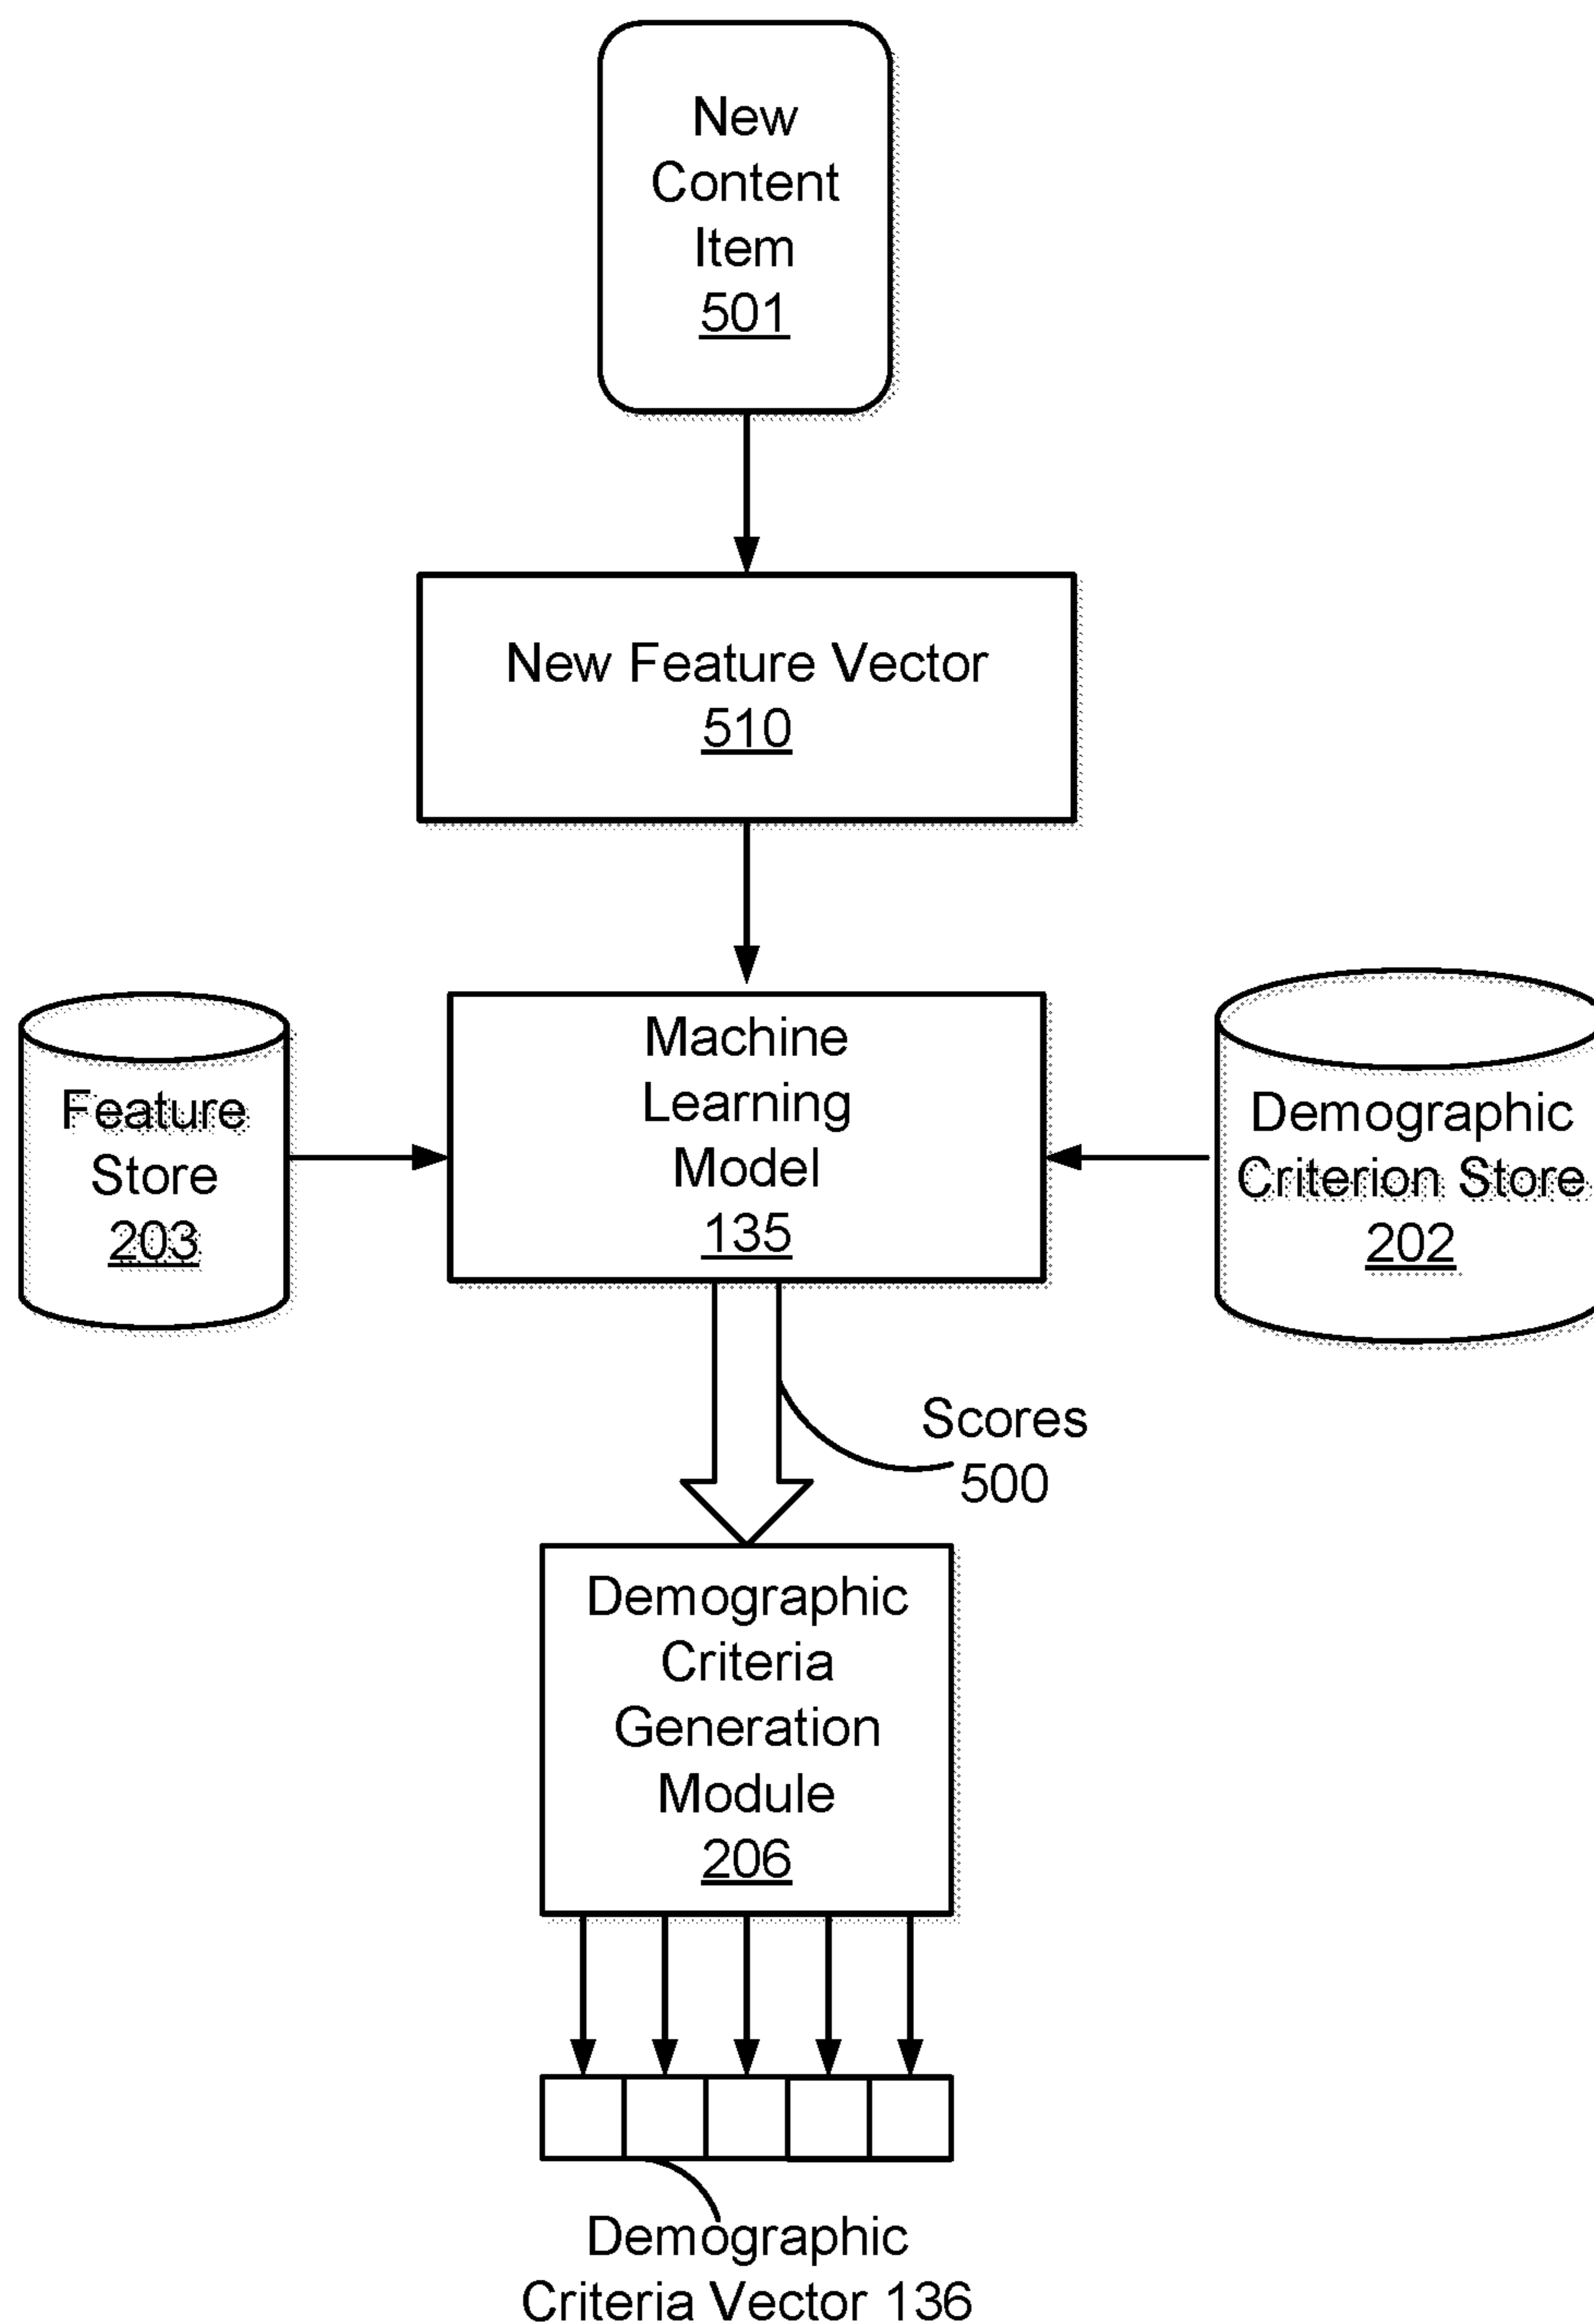 New
Content
Item
501
New Feature Vector
510
Feature
Store
203
Machine
Learning
Model
135
Demographic
Criterion Store
202
Scores
500
Demographic
Criteria
Generation
Module
206
Demographic
Criteria Vector 136